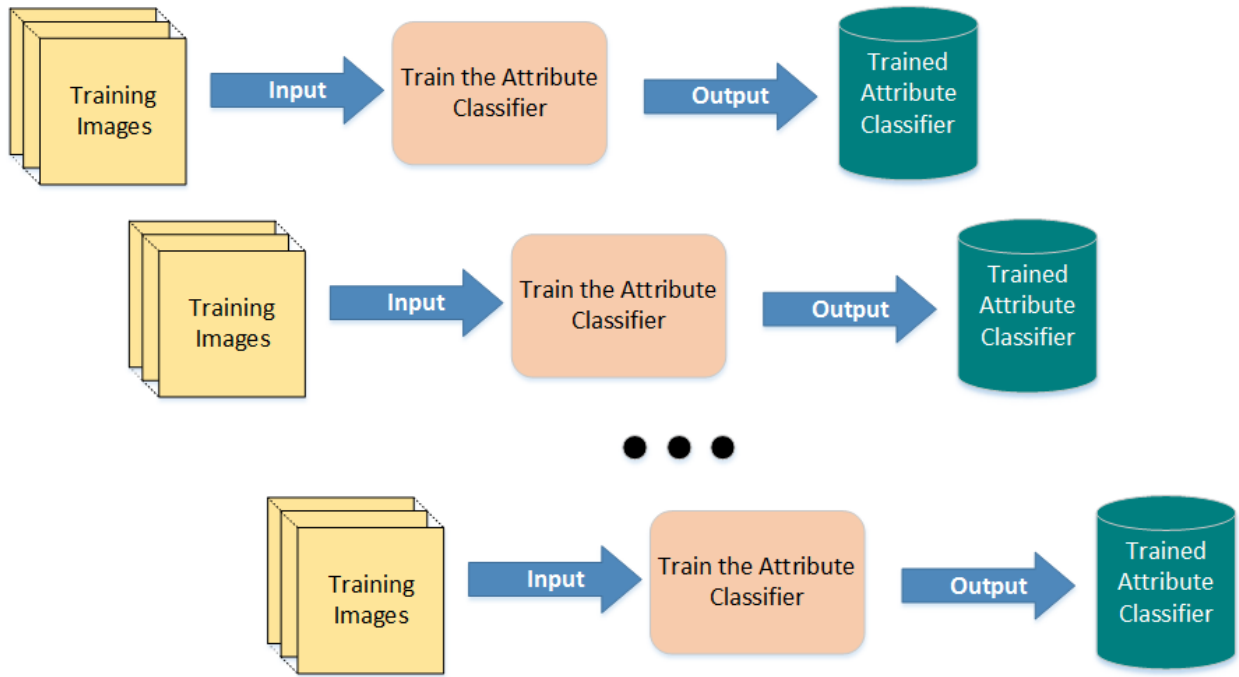 Training
Images
Input
Train the Attribute
Classifier
Output
Trained
Attribute
Classifier
Training
Images
Input
Train the Attribute
Classifier
Output
Trained
Attribute
Classifier
Training
Images
Input
Train the Attribute
Classifier
Output
Trained
Attribute
Classifier